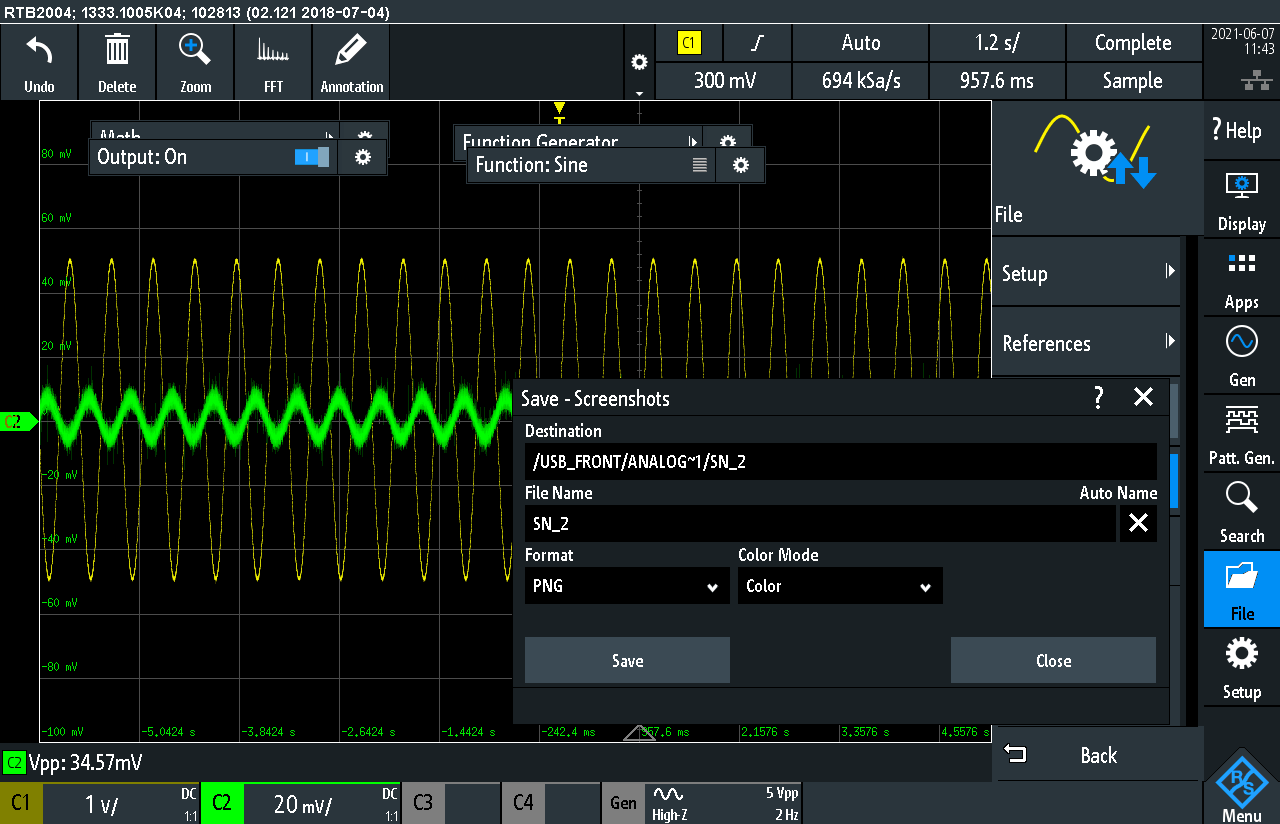 RTB2004; 1333.1005K04; 102813 (02.121 2018-07-04)
Undo
Delete
Zoom
FFT
Annotation
C1
Auto
1.2 s/
Complete
300 mV
694 kSa/s
957.6 ms
Sample
2021-06-07
11:43
Math
Output: On
Function Generator
Function: Sine
T
80 mV
60 mV
40 mV
20 mV
C2
-20 mV
-40 mV
-60 mV
-80 mV
-100 mV
-5.0424 s
-3.8424 s
-2.6424 s
-1.4424 s
-242.4 ms
957.6 ms
2.1576 s
3.3576 s
4.5576 s
File
Setup
References
Save - Screenshots
?
Destination
/USB_FRONT/ANALOG~1/SN_2
File Name
Auto Name
SN_2
Format
Color Mode
PNG
Color
Save
Close
Back
? Help
Display
Apps
Gen
Patt. Gen.
Search
File
Setup
R S
Menu
C2 Vpp: 34.57mV
C1
1 V/
DC
1:1
C2
20 mV/
DC
1:1
C3
C4
Gen
High-Z
5 Vpp
2 Hz